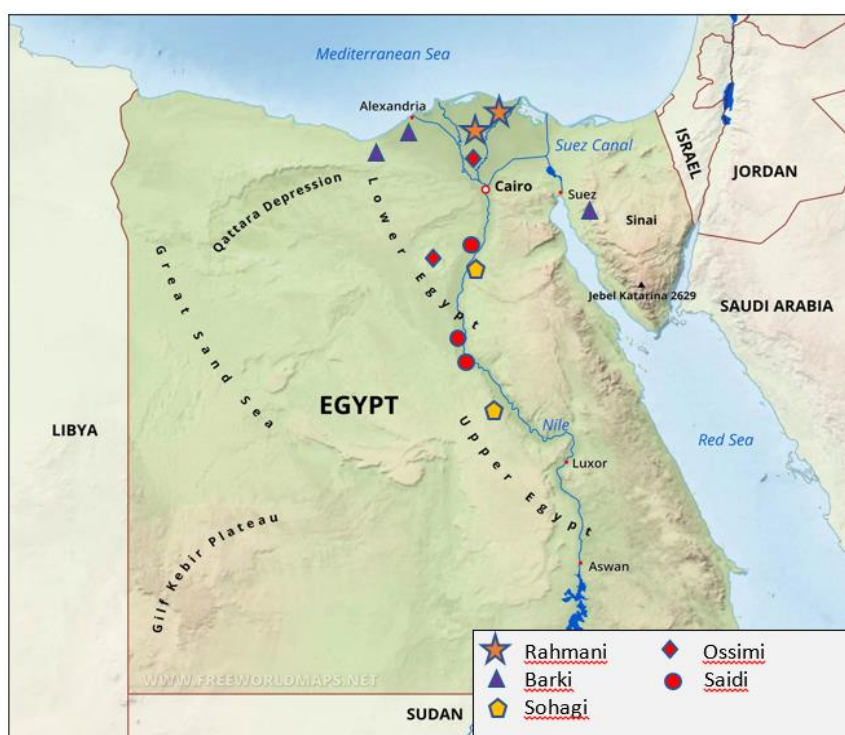 Mediterranean Sea
Alexandria
Suez Canal
ISRAEL
JORDAN
Cairo
Qattara Depression
Lower Egypt
Suez
Sinai
Great Sand Sea
Jebel Katarina 2629
SAUDI ARABIA
EGYPT
LIBYA
Nile
Red Sea
Upper Egypt
Luxor
Gilf Kebir Plateau
Aswan
Rahmani
Ossimi
Barki
Saidi
Sohagi
WWW.FREEWORLDMAPS.NET
SUDAN